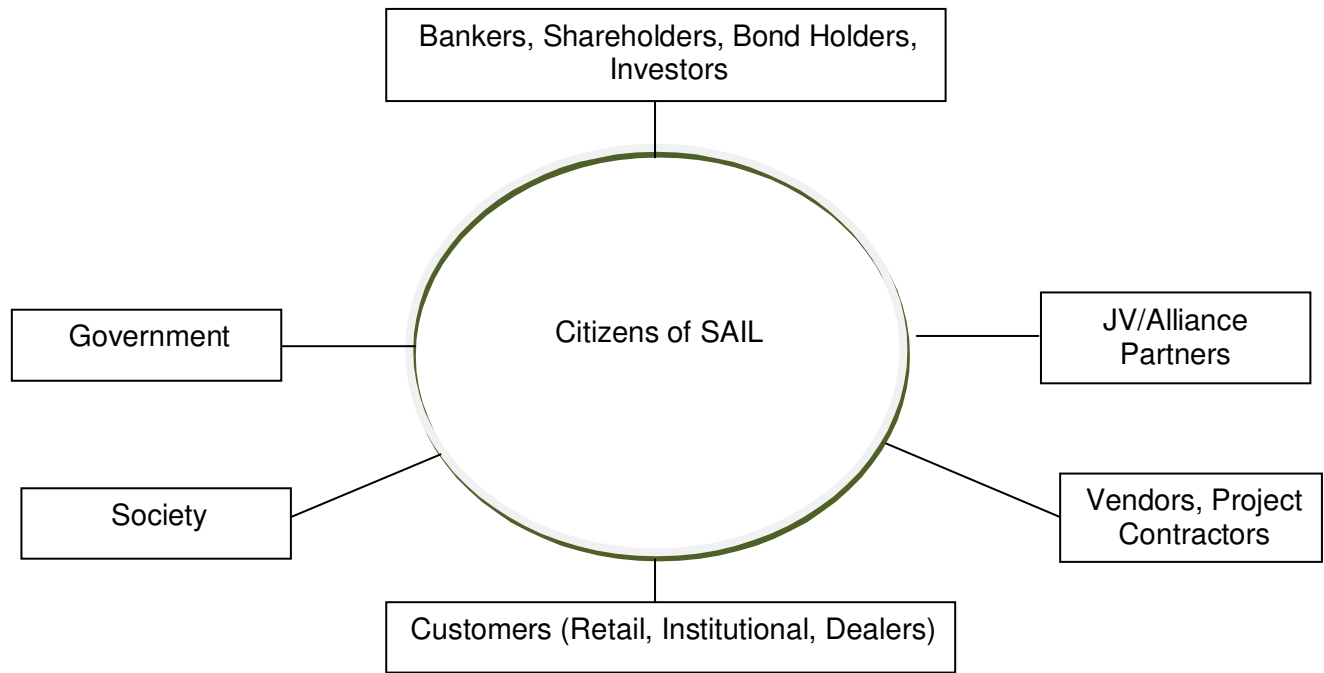 Bankers, Shareholders, Bond Holders,
Investors
Citizens of SAIL
Government
JV/Alliance
Partners
Society
Vendors, Project
Contractors
Customers (Retail, Institutional, Dealers)